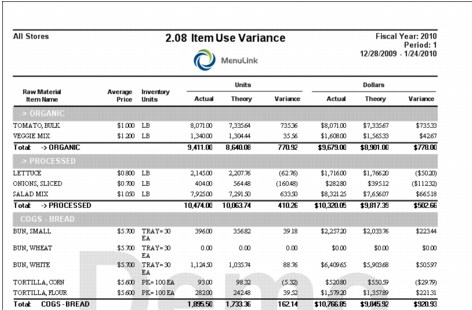 All Stores 2.08 Item Use Variance Fiscal Year: 2010
Period: 1
MenuLink 12/28/2009 - 1/24/2010
Units Dollars
Raw Material Average Inventory
Item Name Price Units Actual Theory Variance Actual Theory Variance
-> ORGANIC
TOMATO, BULK $1.000 LB 8,071.00 7,335.64 735.36 $8,071.00 $7,335.67 $735.33
VEGGIE MIX $1.200 LB 1,340.00 1,304.44 35.56 $1,608.00 $1,565.33 $42.67
Total: -> ORGANIC 9,411.00 8,640.08 770.92 $9,679.00 $8,901.00 $778.00
-> PROCESSED
LETTUCE $0.800 LB 2,145.00 2,207.76 (62.76) $1,716.00 $1,766.20 ($50.20)
ONIONS, SLICED $0.700 LB 404.00 564.48 (160.48) $282.80 $395.12 ($112.32)
SALAD MIX $1.050 LB 7,925.00 7,291.50 633.50 $8,321.25 $7,656.07 $665.18
Total: -> PROCESSED 10,474.00 10,063.74 410.26 $10,320.05 $9,817.39 $502.66
COGS - BREAD
BUN, SMALL $5.700 TRAY= 30 396.00 356.82 39.18 $2,257.20 $2,033.76 $223.44
EA
BUN, WHEAT $5.700 TRAY= 30 0.00 0.00 0.00 $0.00 $0.00 $0.00
EA
BUN, WHITE $5.700 TRAY= 30 1,124.50 1,035.74 88.76 $6,409.65 $5,903.68 $505.97
EA
TORTILLA, CORN $5.600 PK= 100 EA 93.00 98.32 (5.32) $520.80 $550.59 ($29.79)
TORTILLA, FLOUR $5.600 PK= 100 EA 282.00 242.48 39.52 $1,579.20 $1,357.89 $221.31
Total: COGS - BREAD 1,895.50 1,733.36 162.14 $10,766.85 $9,845.92 $920.93
Demo